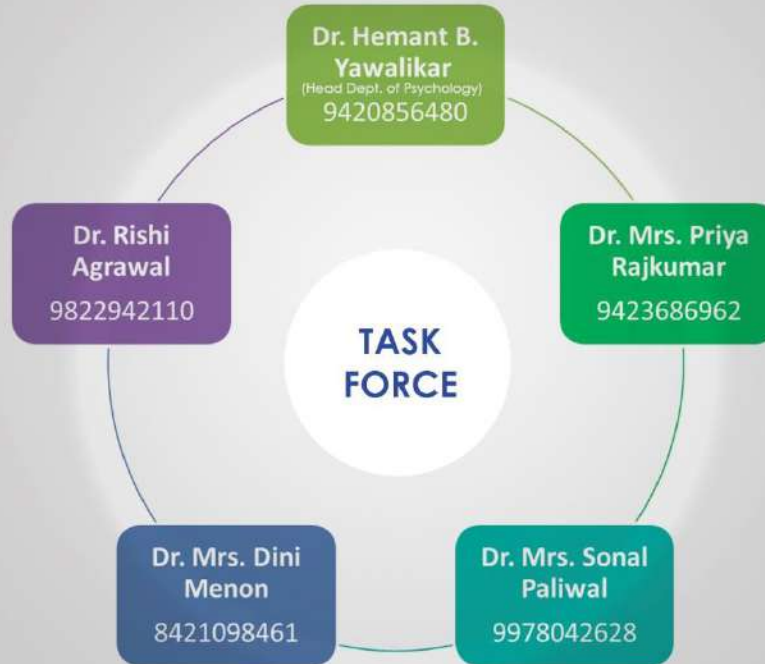 Dr. Hemant B.
Yawalikar
(Head Dept. of Psychology)
9420856480
Dr. Rishi
Agrawal
9822942110
Dr. Mrs. Priya
Rajkumar
9423686962
TASK
FORCE
Dr. Mrs. Dini
Menon
8421098461
Dr. Mrs. Sonal
Paliwal
9978042628